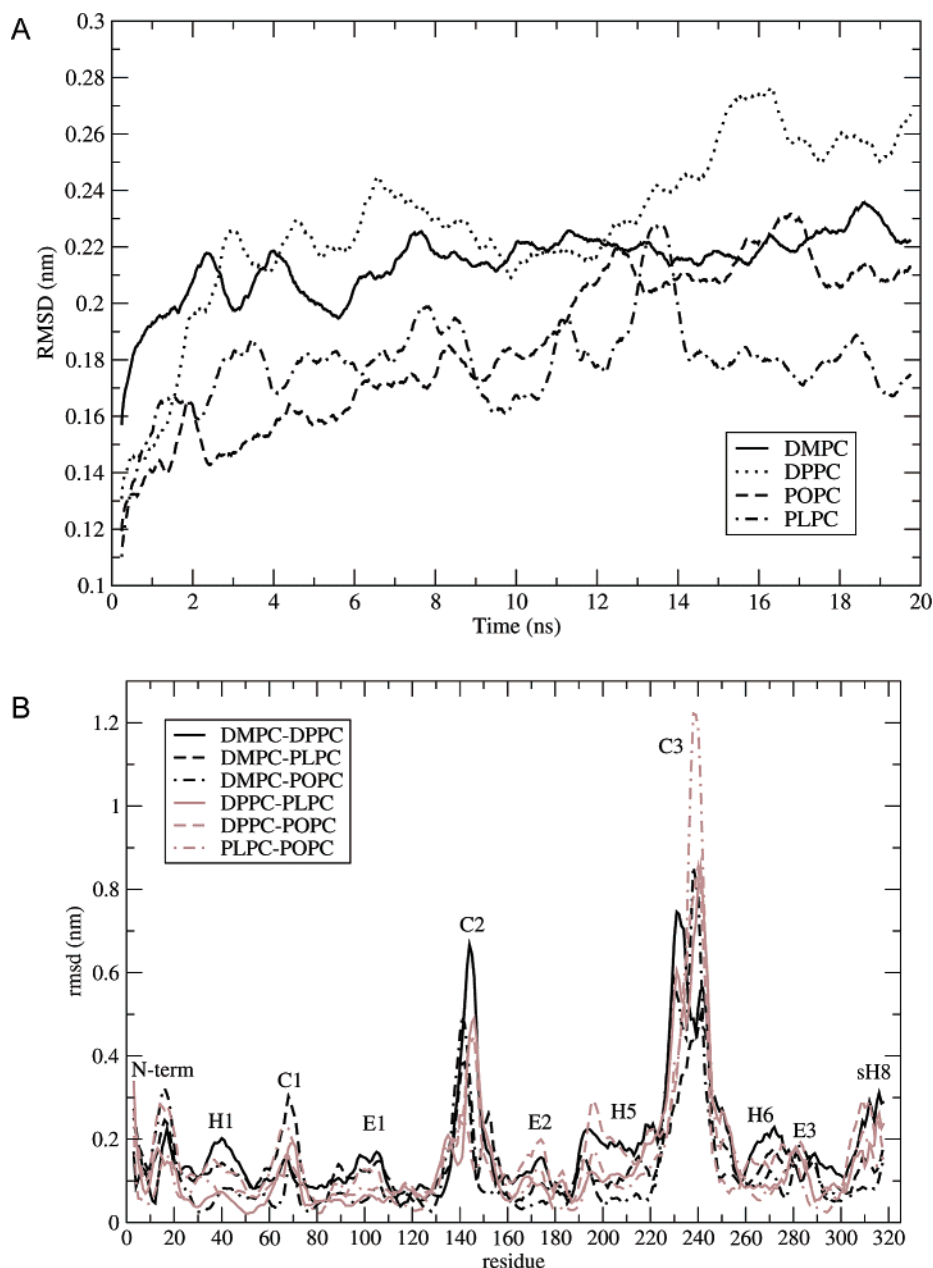 A
0.3
0.28
0.26
0.24
0.22
0.2
0.18
0.16
0.14
0.12
0.1
RMSD (nm)
DMPC
DPPC
POPC
PLPC
0 2 4 6 8 10 12 14 16 18 20
Time (ns)
B
1.2
1
0.8
0.6
0.4
0.2
0
rmsd (nm)
DMPC-DPPC
DMPC-PLPC
DMPC-POPC
DPPC-PLPC
DPPC-POPC
PLPC-POPC
C3
C2
N-term
C1
H1
E1
E2
H5
H6
E3
sH8
0 20 40 60 80 100 120 140 160 180 200 220 240 260 280 300 320
residue